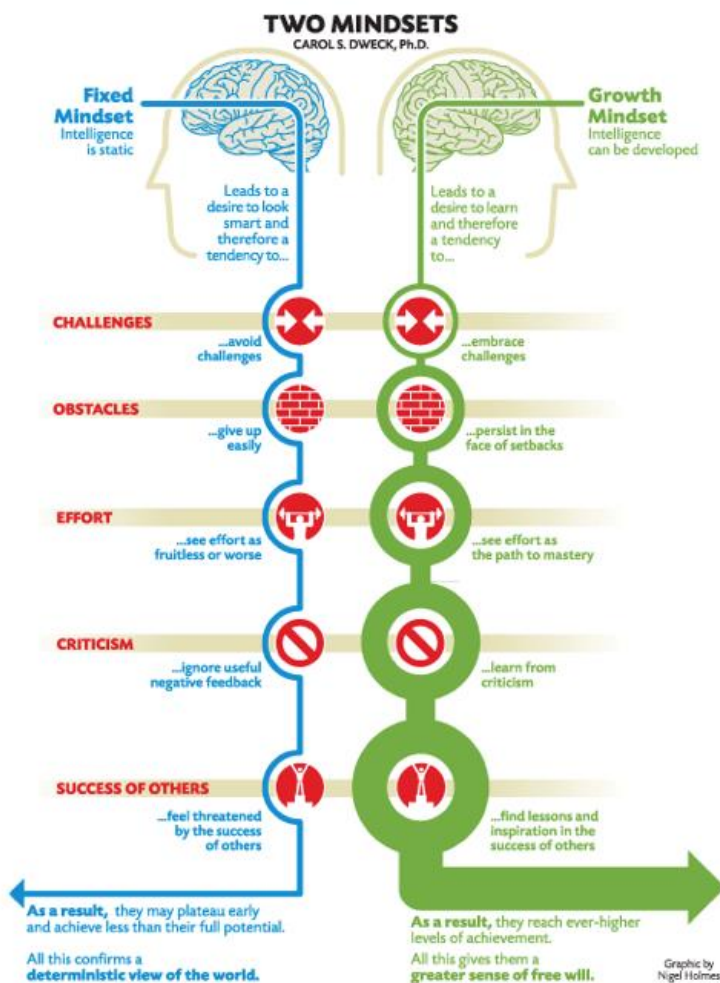 TWO MINDSETS
CAROL S. DWECK, Ph.D.
Fixed
Mindset
Intelligence
is static
Growth
Mindset
Intelligence
can be developed
Leads to a
desire to look
smart and
therefore a
tendency to...
Leads to a
desire to learn
and therefore
a tendency
to...
CHALLENGES
...avoid
challenges
...embrace
challenges
OBSTACLES
...give up
easily
...persist in the
face of setbacks
EFFORT
...see effort as
fruitless or worse
...see effort as
the path to mastery
CRITICISM
...ignore useful
negative feedback
...learn from
criticism
SUCCESS OF OTHERS
...feel threatened
by the success
of others
...find lessons and
inspiration in the
success of others
As a result, they may plateau early
and achieve less than their full potential.
All this confirms a
deterministic view of the world.
As a result, they reach ever-higher
levels of achievement.
All this gives them a
greater sense of free will.
Graphic by
Nigel Holmes